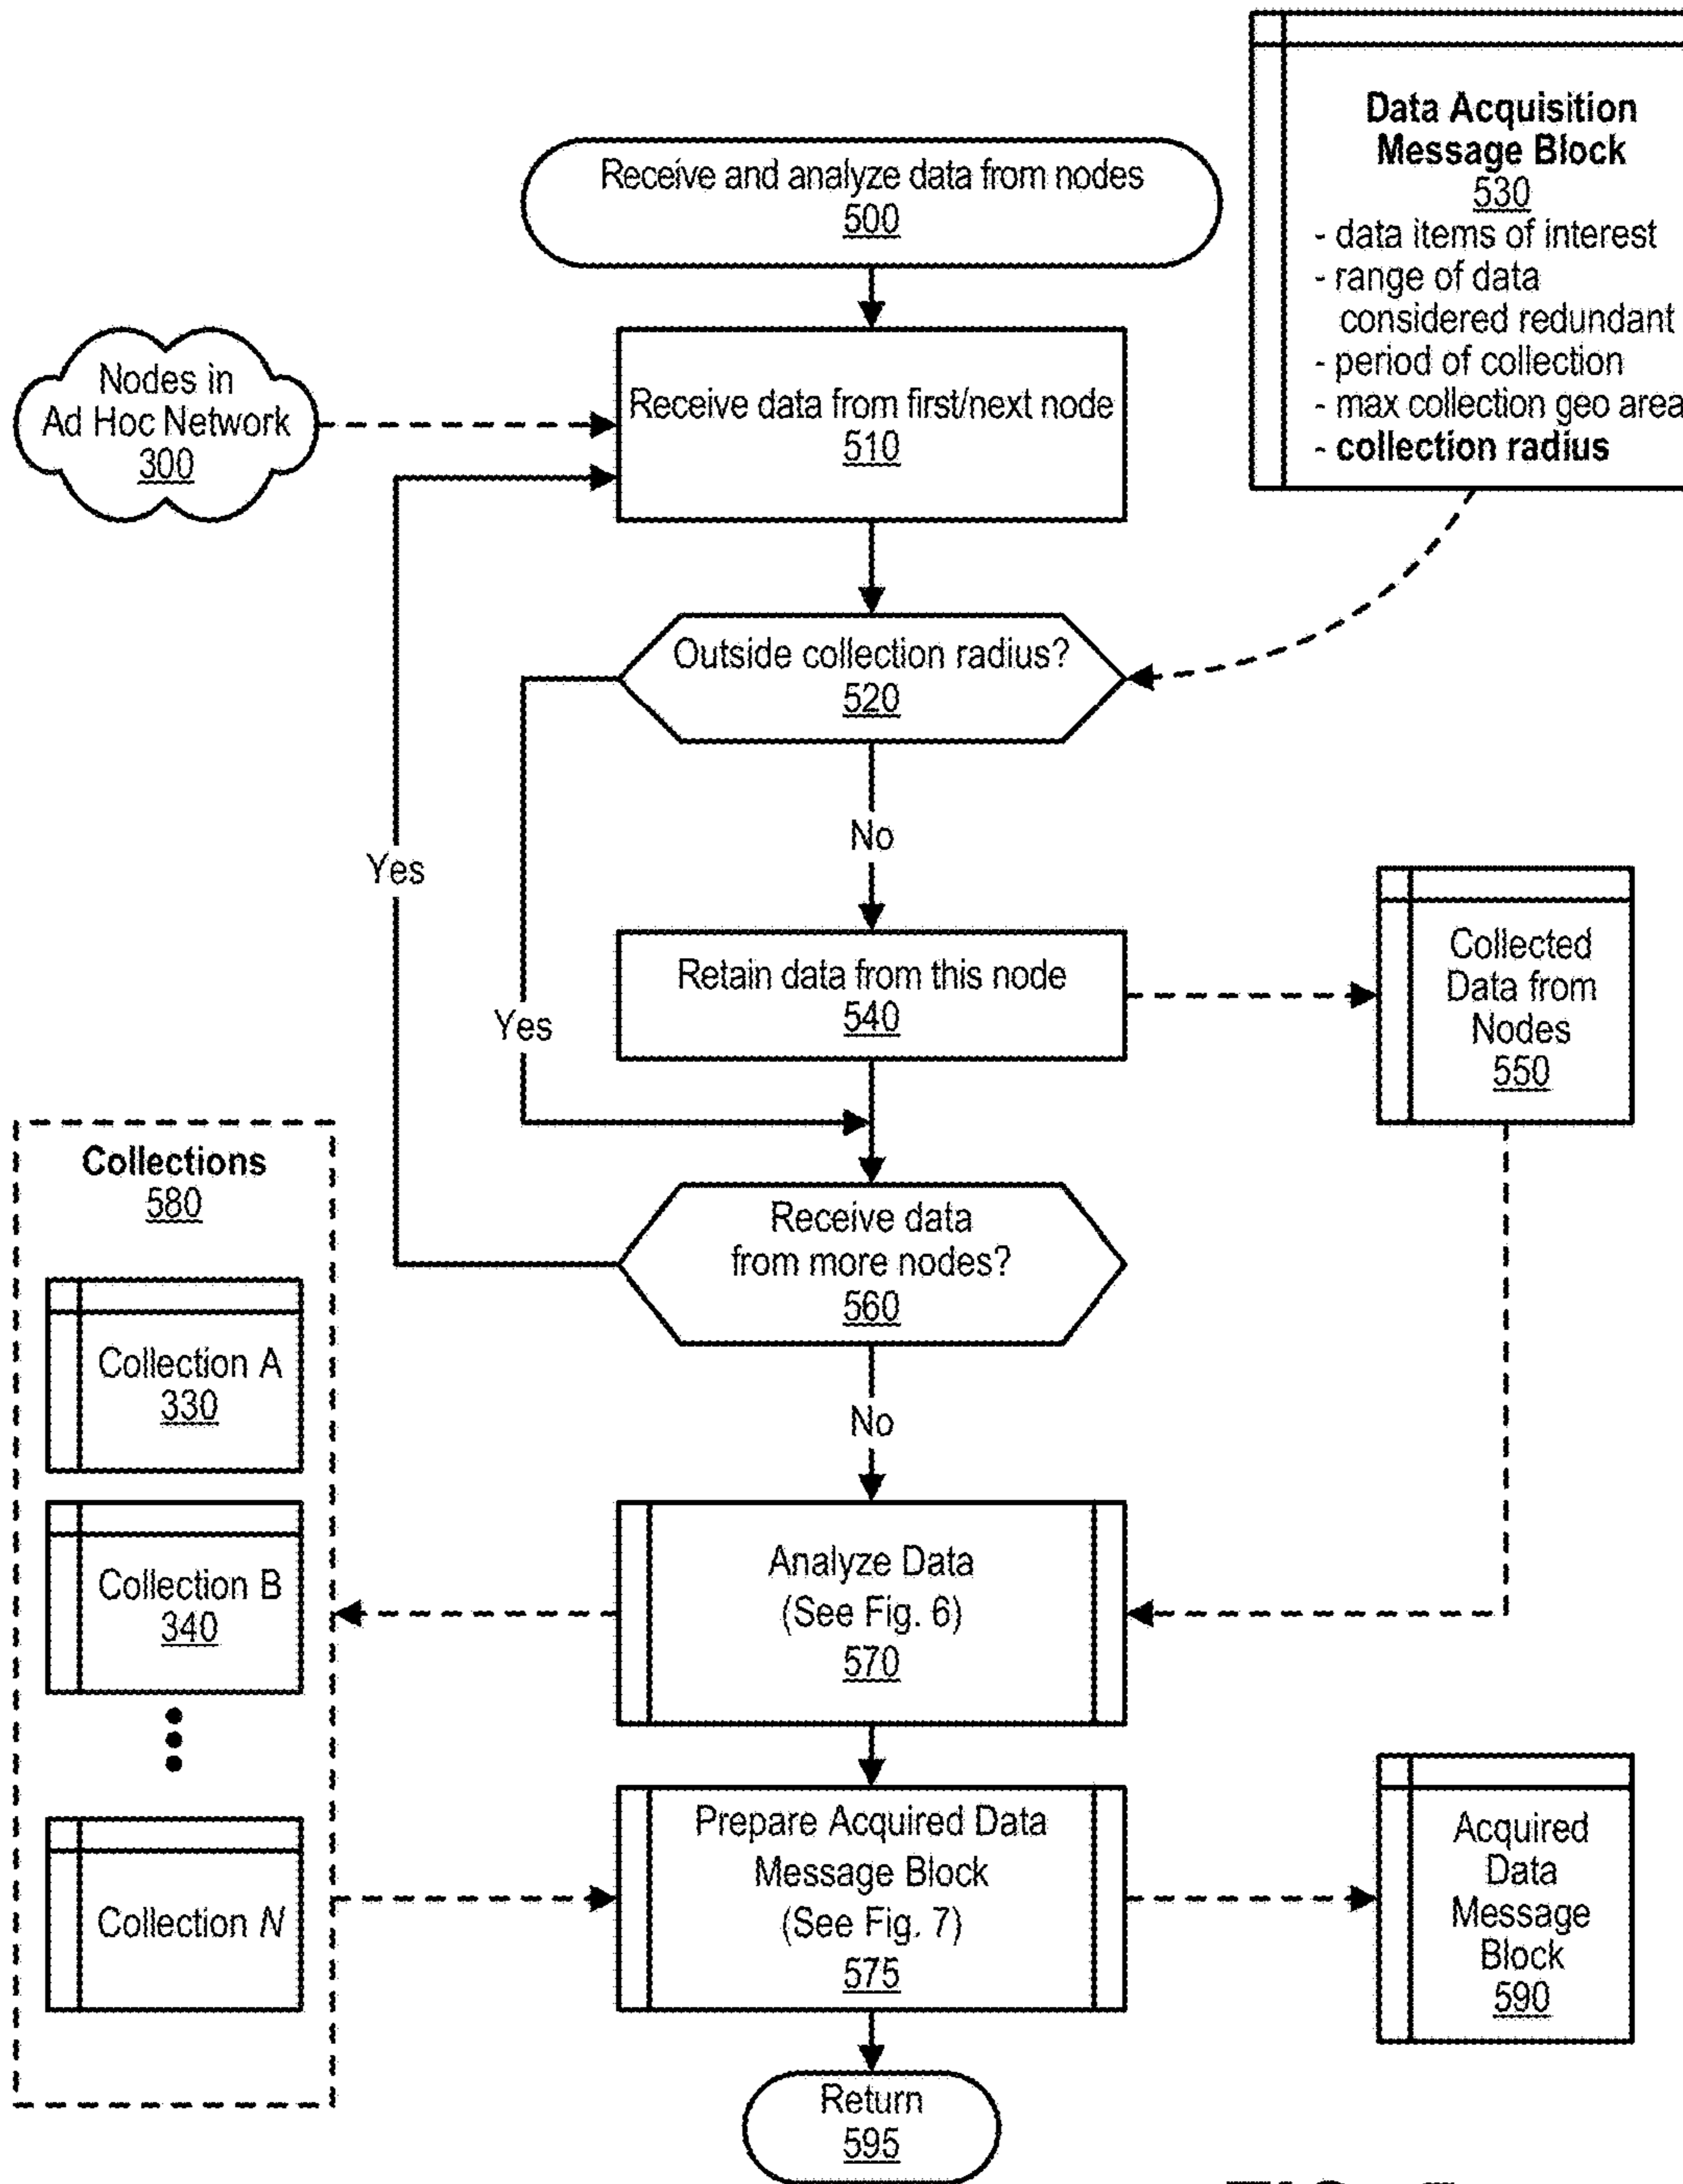 Receive and analyze data from nodes
500
Data Acquisition
Message Block
530
- data items of interest
- range of data
considered redundant
- period of collection
- max collection geo area
- collection radius
Nodes in
Ad Hoc Network
300
Receive data from first/next node
510
Outside collection radius?
520
No
Yes
Yes
Retain data from this node
540
Collected
Data from
Nodes
550
Receive data
from more nodes?
560
No
Collections
580
Collection A
330
Collection B
340
Collection N
Analyze Data
(See Fig. 6)
570
Prepare Acquired Data
Message Block
(See Fig. 7)
575
Acquired
Data
Message
Block
590
Return
595